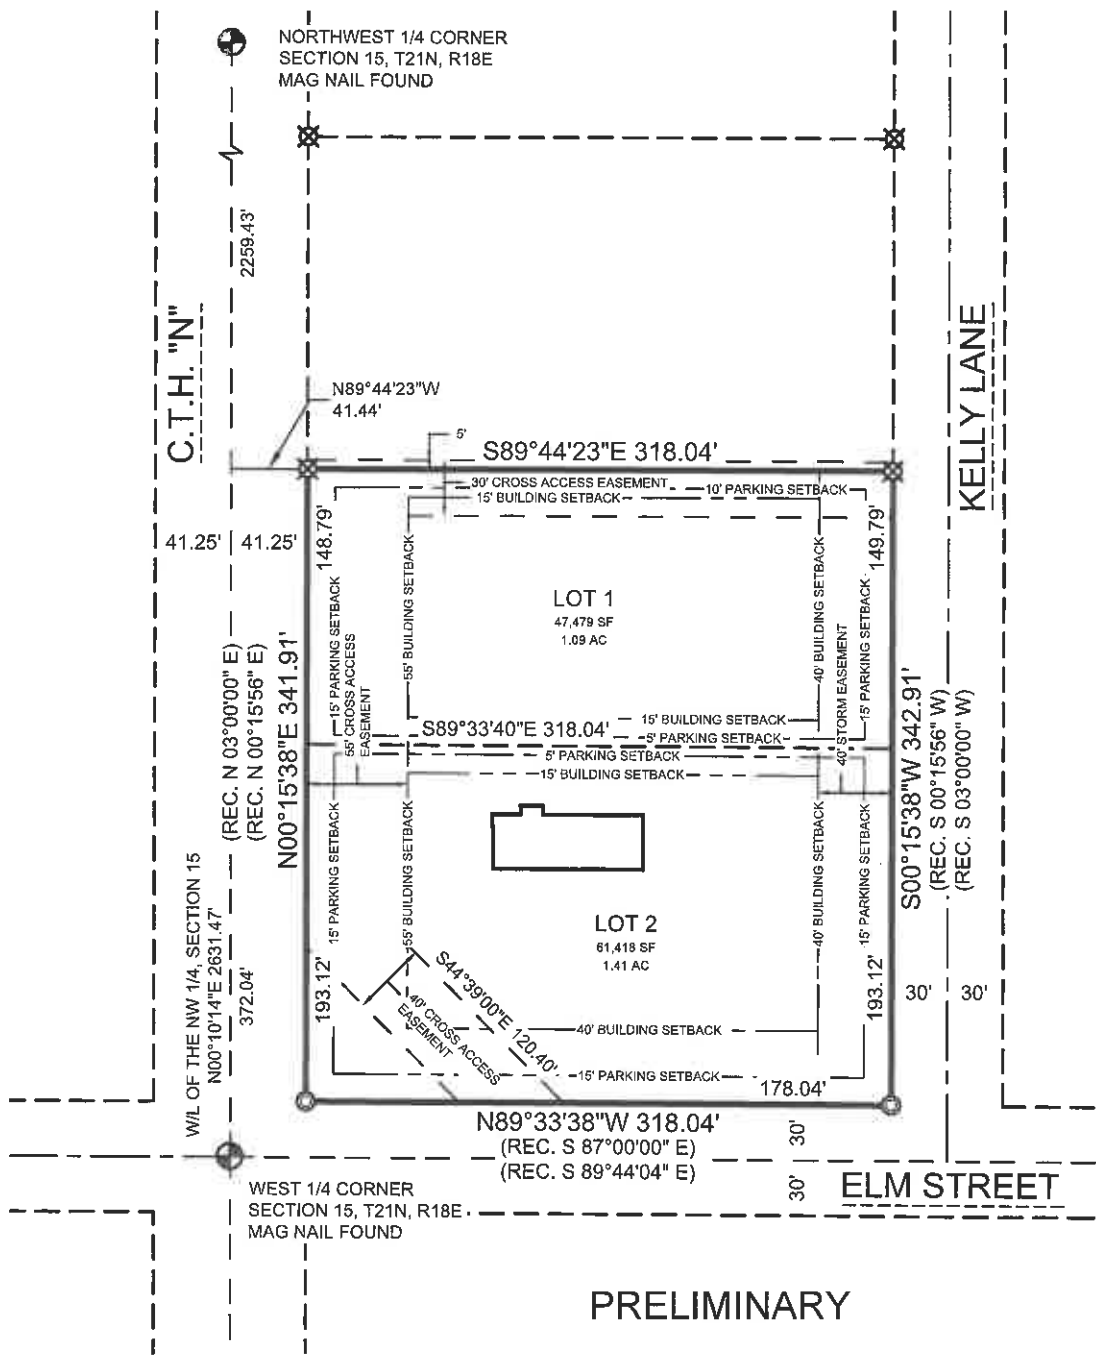 NORTHWEST 1/4 CORNER
SECTION 15, T21N, R18E
MAG NAIL FOUND
2259.43'
C.T.H. "N"
KELLY LANE
N89°44'23"W
41.44'
5'
S89°44'23"E 318.04'
30' CROSS ACCESS EASEMENT
15' BUILDING SETBACK
10' PARKING SETBACK
41.25'
41.25'
148.79'
149.79'
15' PARKING SETBACK
55' CROSS ACCESS
EASEMENT
55' BUILDING SETBACK
LOT 1
47,479 SF
1.09 AC
40' BUILDING SETBACK
40' STORM EASEMENT
15' PARKING SETBACK
(REC. N 03°00'00" E)
(REC. N 00°15'56" E)
N00°15'38"E 341.91'
S89°33'40"E 318.04'
15' BUILDING SETBACK
5' PARKING SETBACK
5' PARKING SETBACK
15' BUILDING SETBACK
S00°15'38"W 342.91'
(REC. S 00°15'56" W)
(REC. S 03°00'00" W)
W/L OF THE NW 1/4, SECTION 15
N00°10'14"E 2631.47'
372.04'
193.12'
15' PARKING SETBACK
55' BUILDING SETBACK
LOT 2
61,418 SF
1.41 AC
40' BUILDING SETBACK
15' PARKING SETBACK
193.12'
30'
30'
S44°39'00"E 120.40'
40' CROSS ACCESS
EASEMENT
40' BUILDING SETBACK
15' PARKING SETBACK
178.04'
N89°33'38"W 318.04'
(REC. S 87°00'00" E)
(REC. S 89°44'04" E)
30'
30'
ELM STREET
WEST 1/4 CORNER
SECTION 15, T21N, R18E
MAG NAIL FOUND
PRELIMINARY